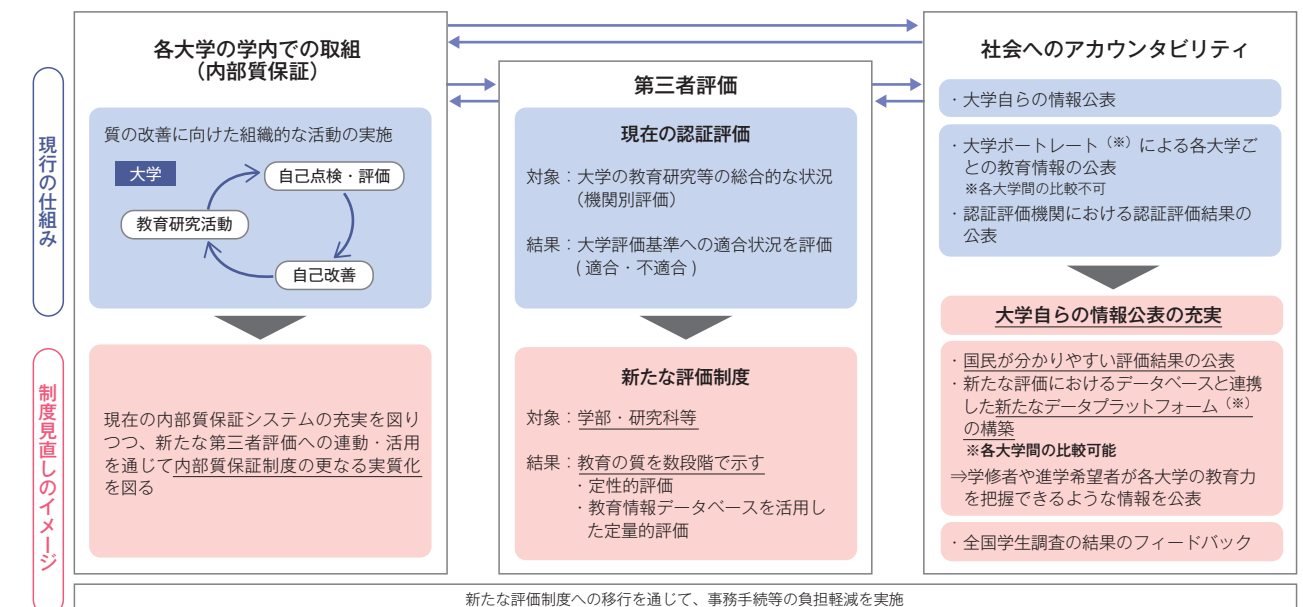 各大学の学内での取組
（内部質保証）
現行の仕組み
質の改善に向けた組織的な活動の実施
大学
自己点検・評価
教育研究活動
自己改善
制度見直しのイメージ
現在の内部質保証システムの充実を図り
つつ、新たな第三者評価への連動・活用
を通じて内部質保証制度の更なる実質化
を図る
第三者評価
現在の認証評価
対象：大学の教育研究等の総合的な状況
（機関別評価）
結果：大学評価基準への適合状況を評価
( 適合・不適合 )
新たな評価制度
対象：学部・研究科等
結果：教育の質を数段階で示す
・定性的評価
・教育情報データベースを活用し
た定量的評価
社会へのアカウンタビリティ
・大学自らの情報公表
・大学ポートレート（※）による各大学ご
との教育情報の公表
※各大学間の比較不可
・認証評価機関における認証評価結果の
公表
大学自らの情報公表の充実
・国民が分かりやすい評価結果の公表
・新たな評価におけるデータベースと連携
した新たなデータプラットフォーム（※）
の構築
※各大学間の比較可能
⇒学修者や進学希望者が各大学の教育力
を把握できるような情報を公表
・全国学生調査の結果のフィードバック
新たな評価制度への移行を通じて、事務手続等の負担軽減を実施